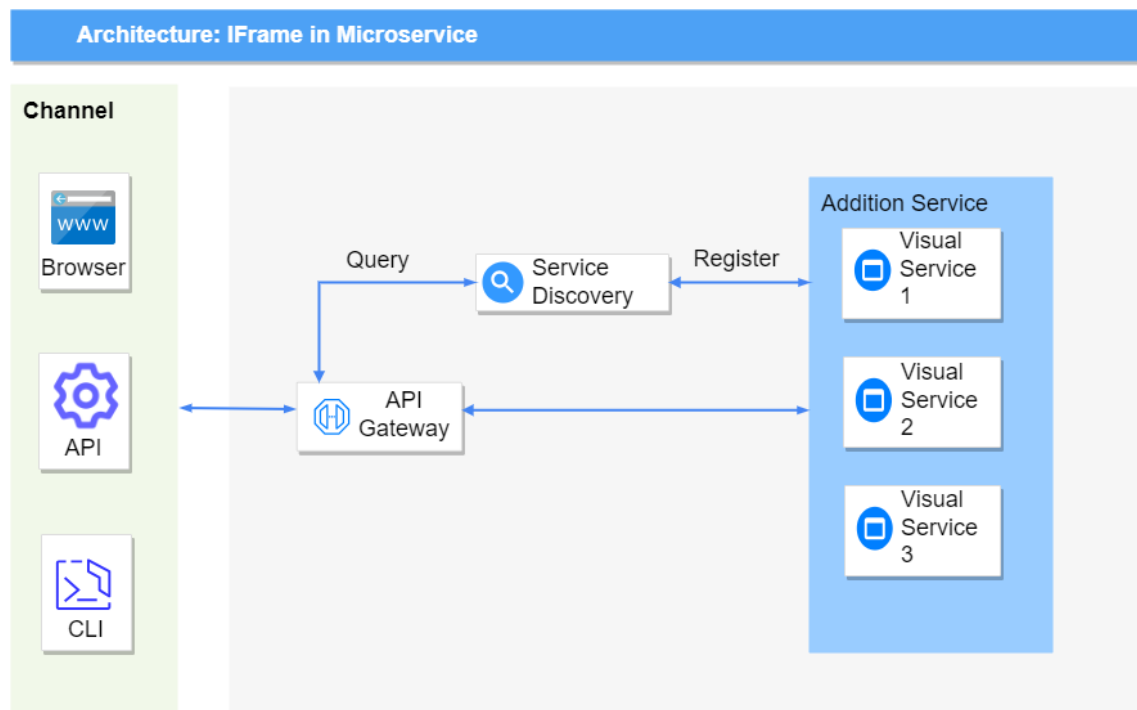 Architecture: IFrame in Microservice
Channel
www
Browser
API
CLI
Query
Service
Discovery
Register
API
Gateway
Addition Service
Visual
Service
1
Visual
Service
2
Visual
Service
3